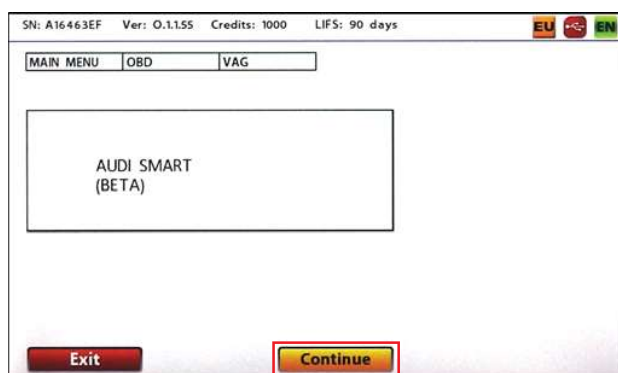 SN: A16463EF Ver: 0.1.1.55 Credits: 1000 LIFS: 90 days EU EN
MAIN MENU OBD VAG
AUDI SMART
(BETA)
Exit Continue